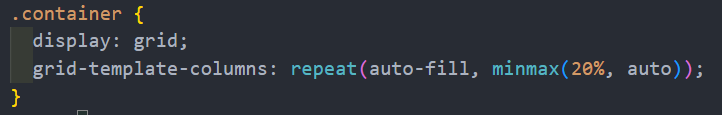 .container {
  display: grid;
  grid-template-columns: repeat(auto-fill, minmax(20%, auto));
}